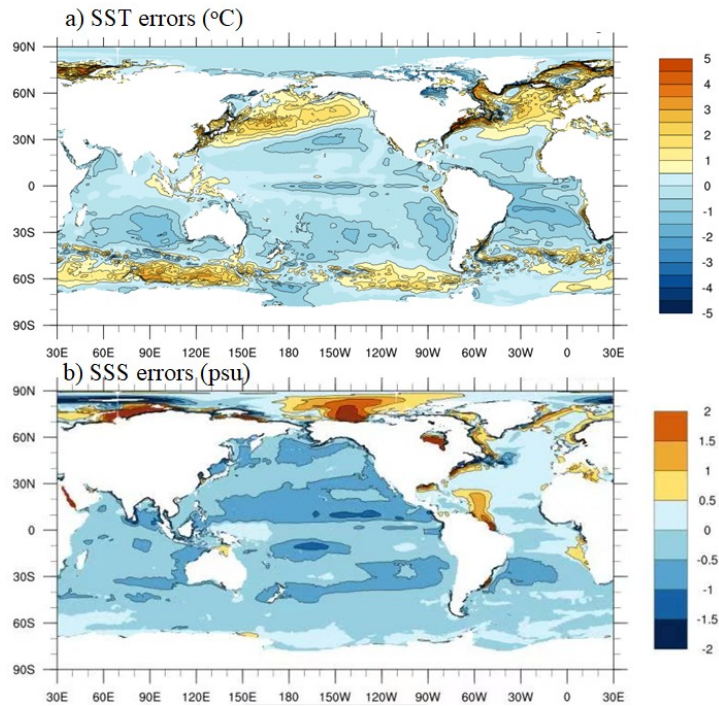 a) SST errors (°C)
90N
60N
30N
0
30S
60S
90S
30E 60E 90E 120E 150E 180 150W 120W 90W 60W 30W 0 30E
5
4
3
2
1
0
-1
-2
-3
-4
-5
b) SSS errors (psu)
90N
60N
30N
0
30S
60S
90S
30E 60E 90E 120E 150E 180 150W 120W 90W 60W 30W 0 30E
2
1.5
1
0.5
0
-0.5
-1
-1.5
-2